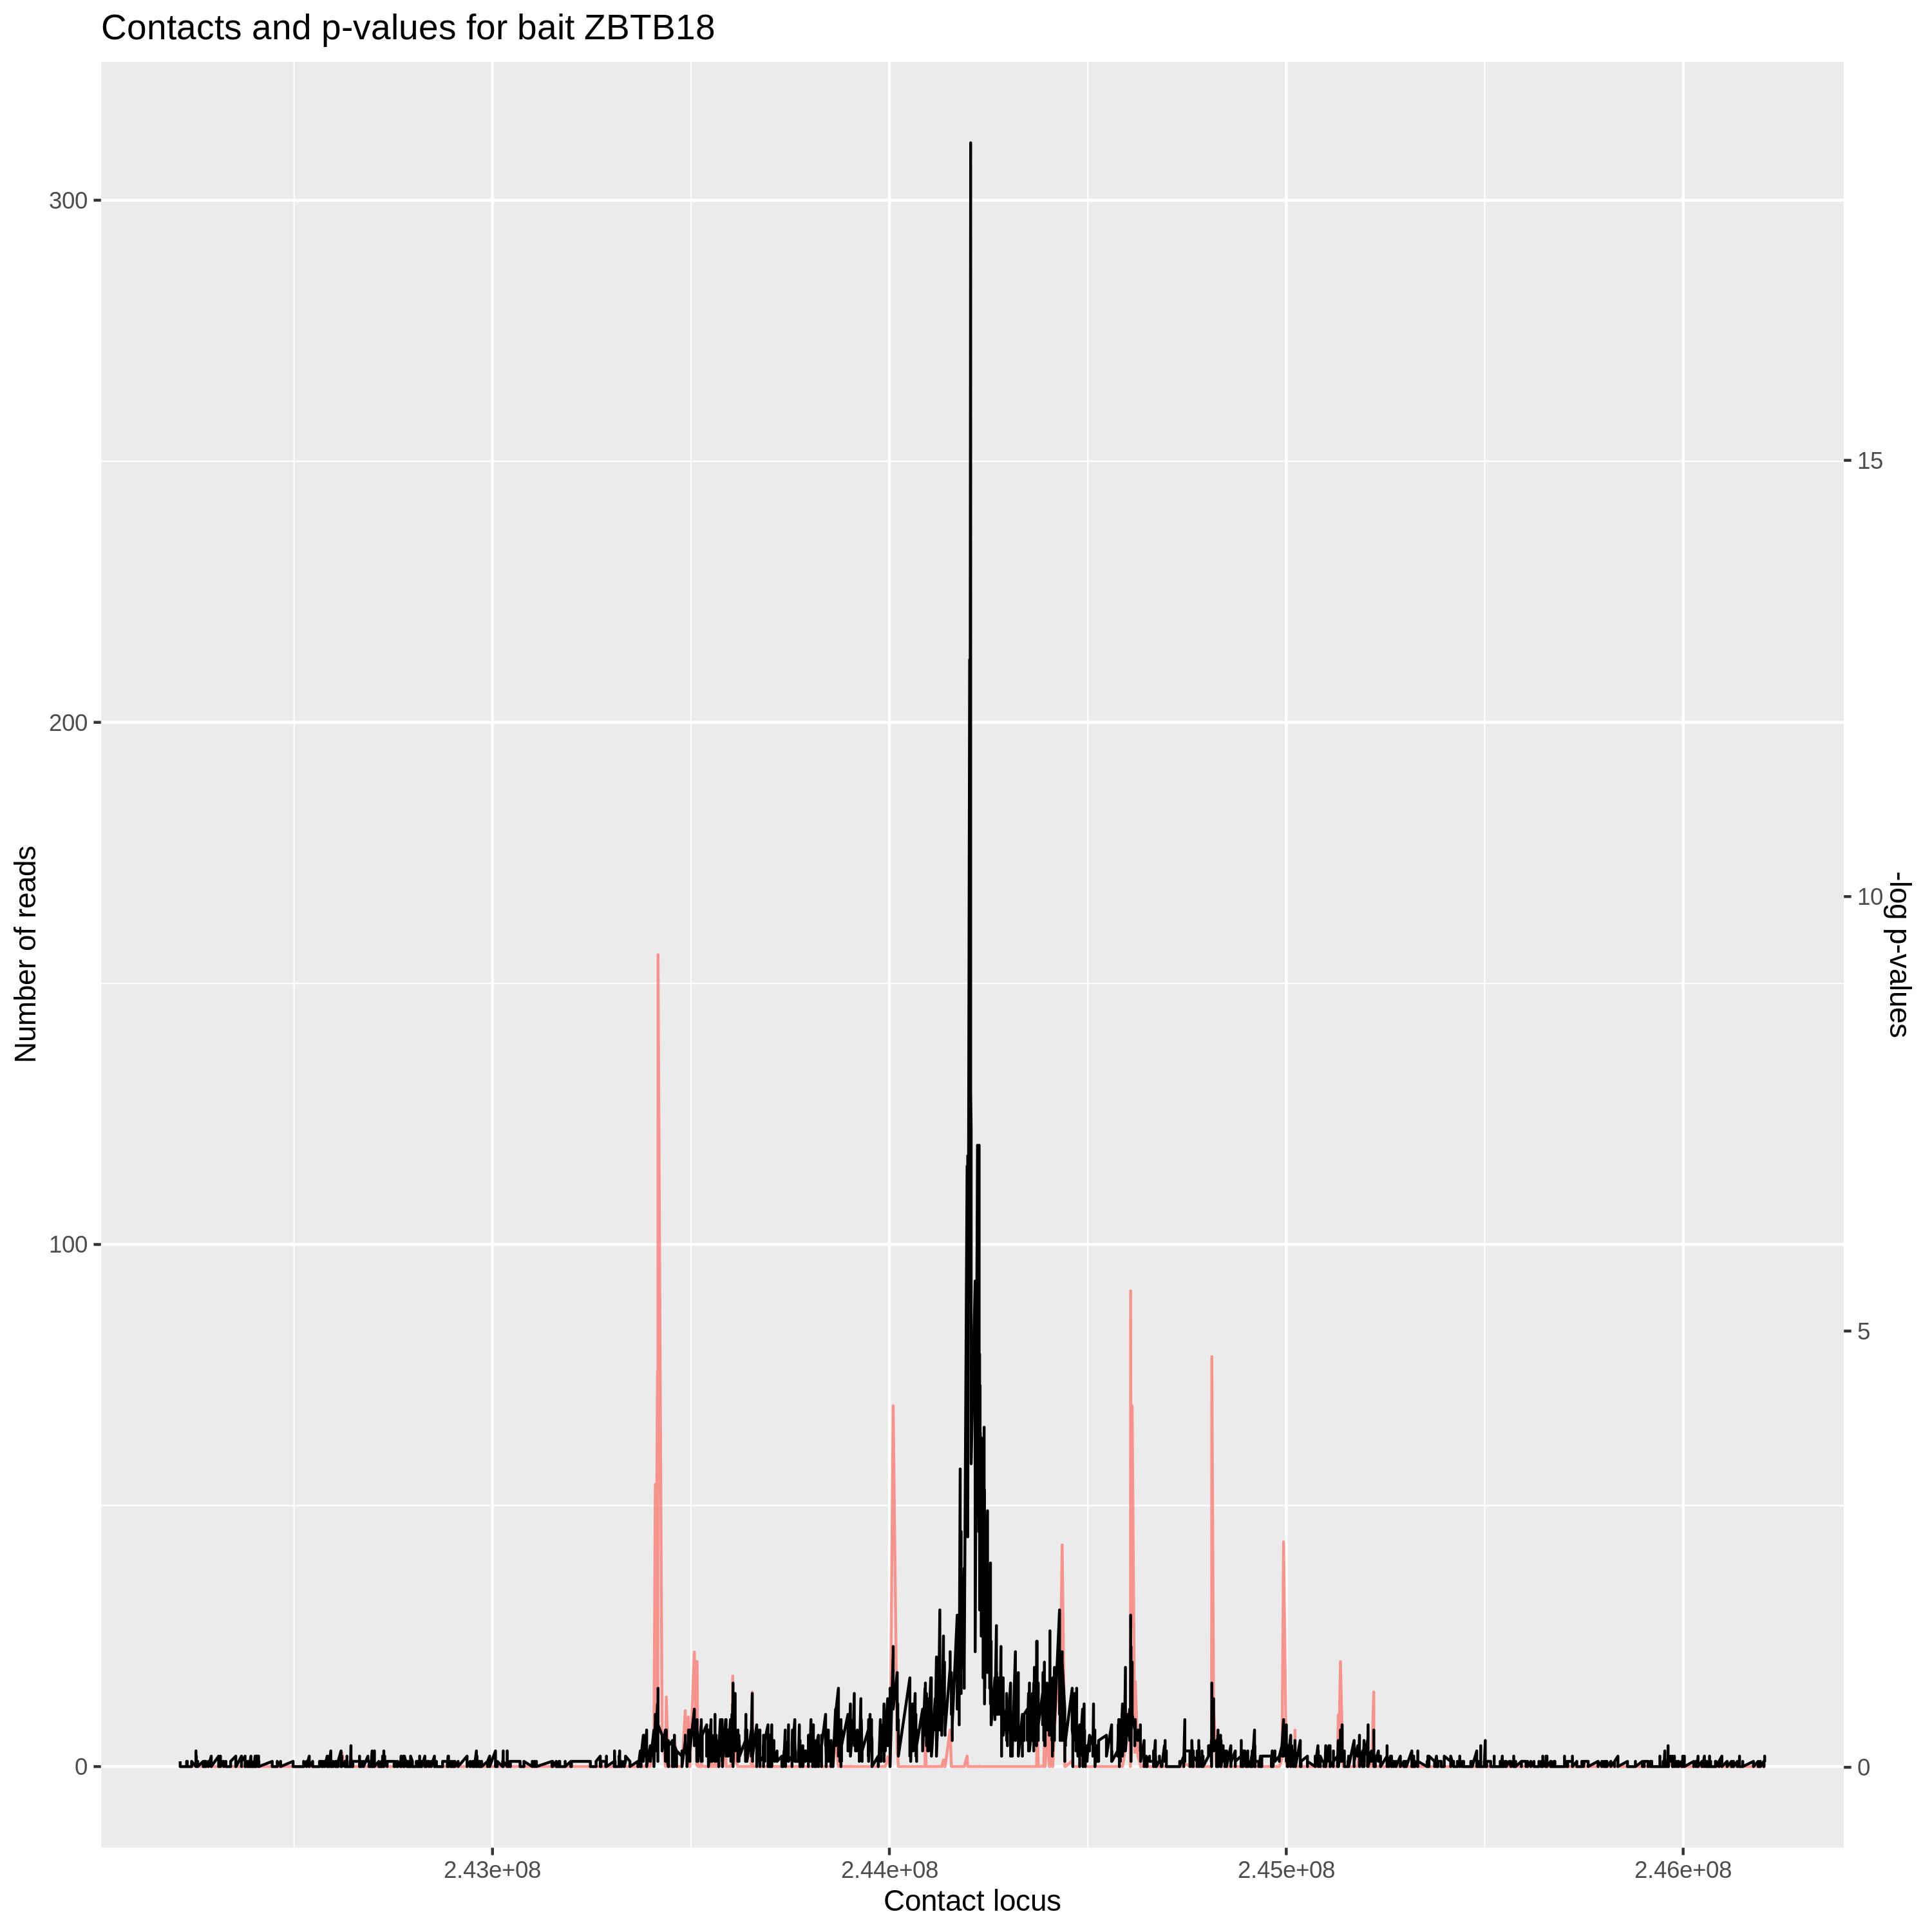 Contacts and p-values for bait ZBTB18
300
200
100
0
Number of reads
15
10
5
0
-log p-values
2.43e+08
2.44e+08
2.45e+08
2.46e+08
Contact locus